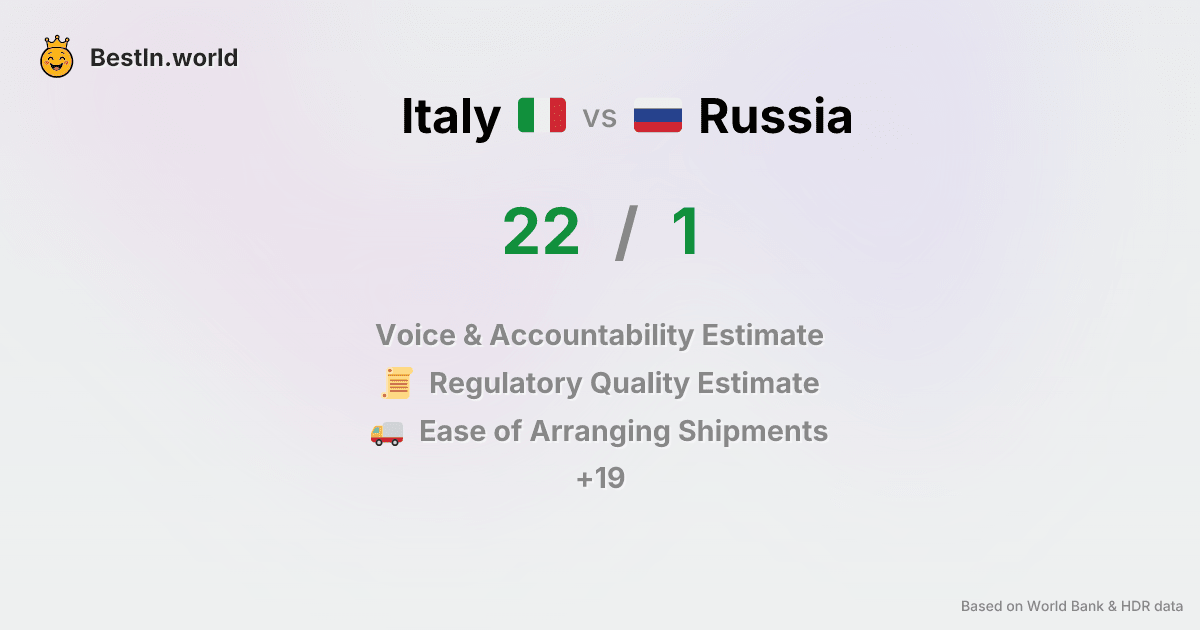 BestIn.world
Italy vs Russia
22 / 1
Voice & Accountability Estimate
Regulatory Quality Estimate
Ease of Arranging Shipments
+19
Based on World Bank & HDR data